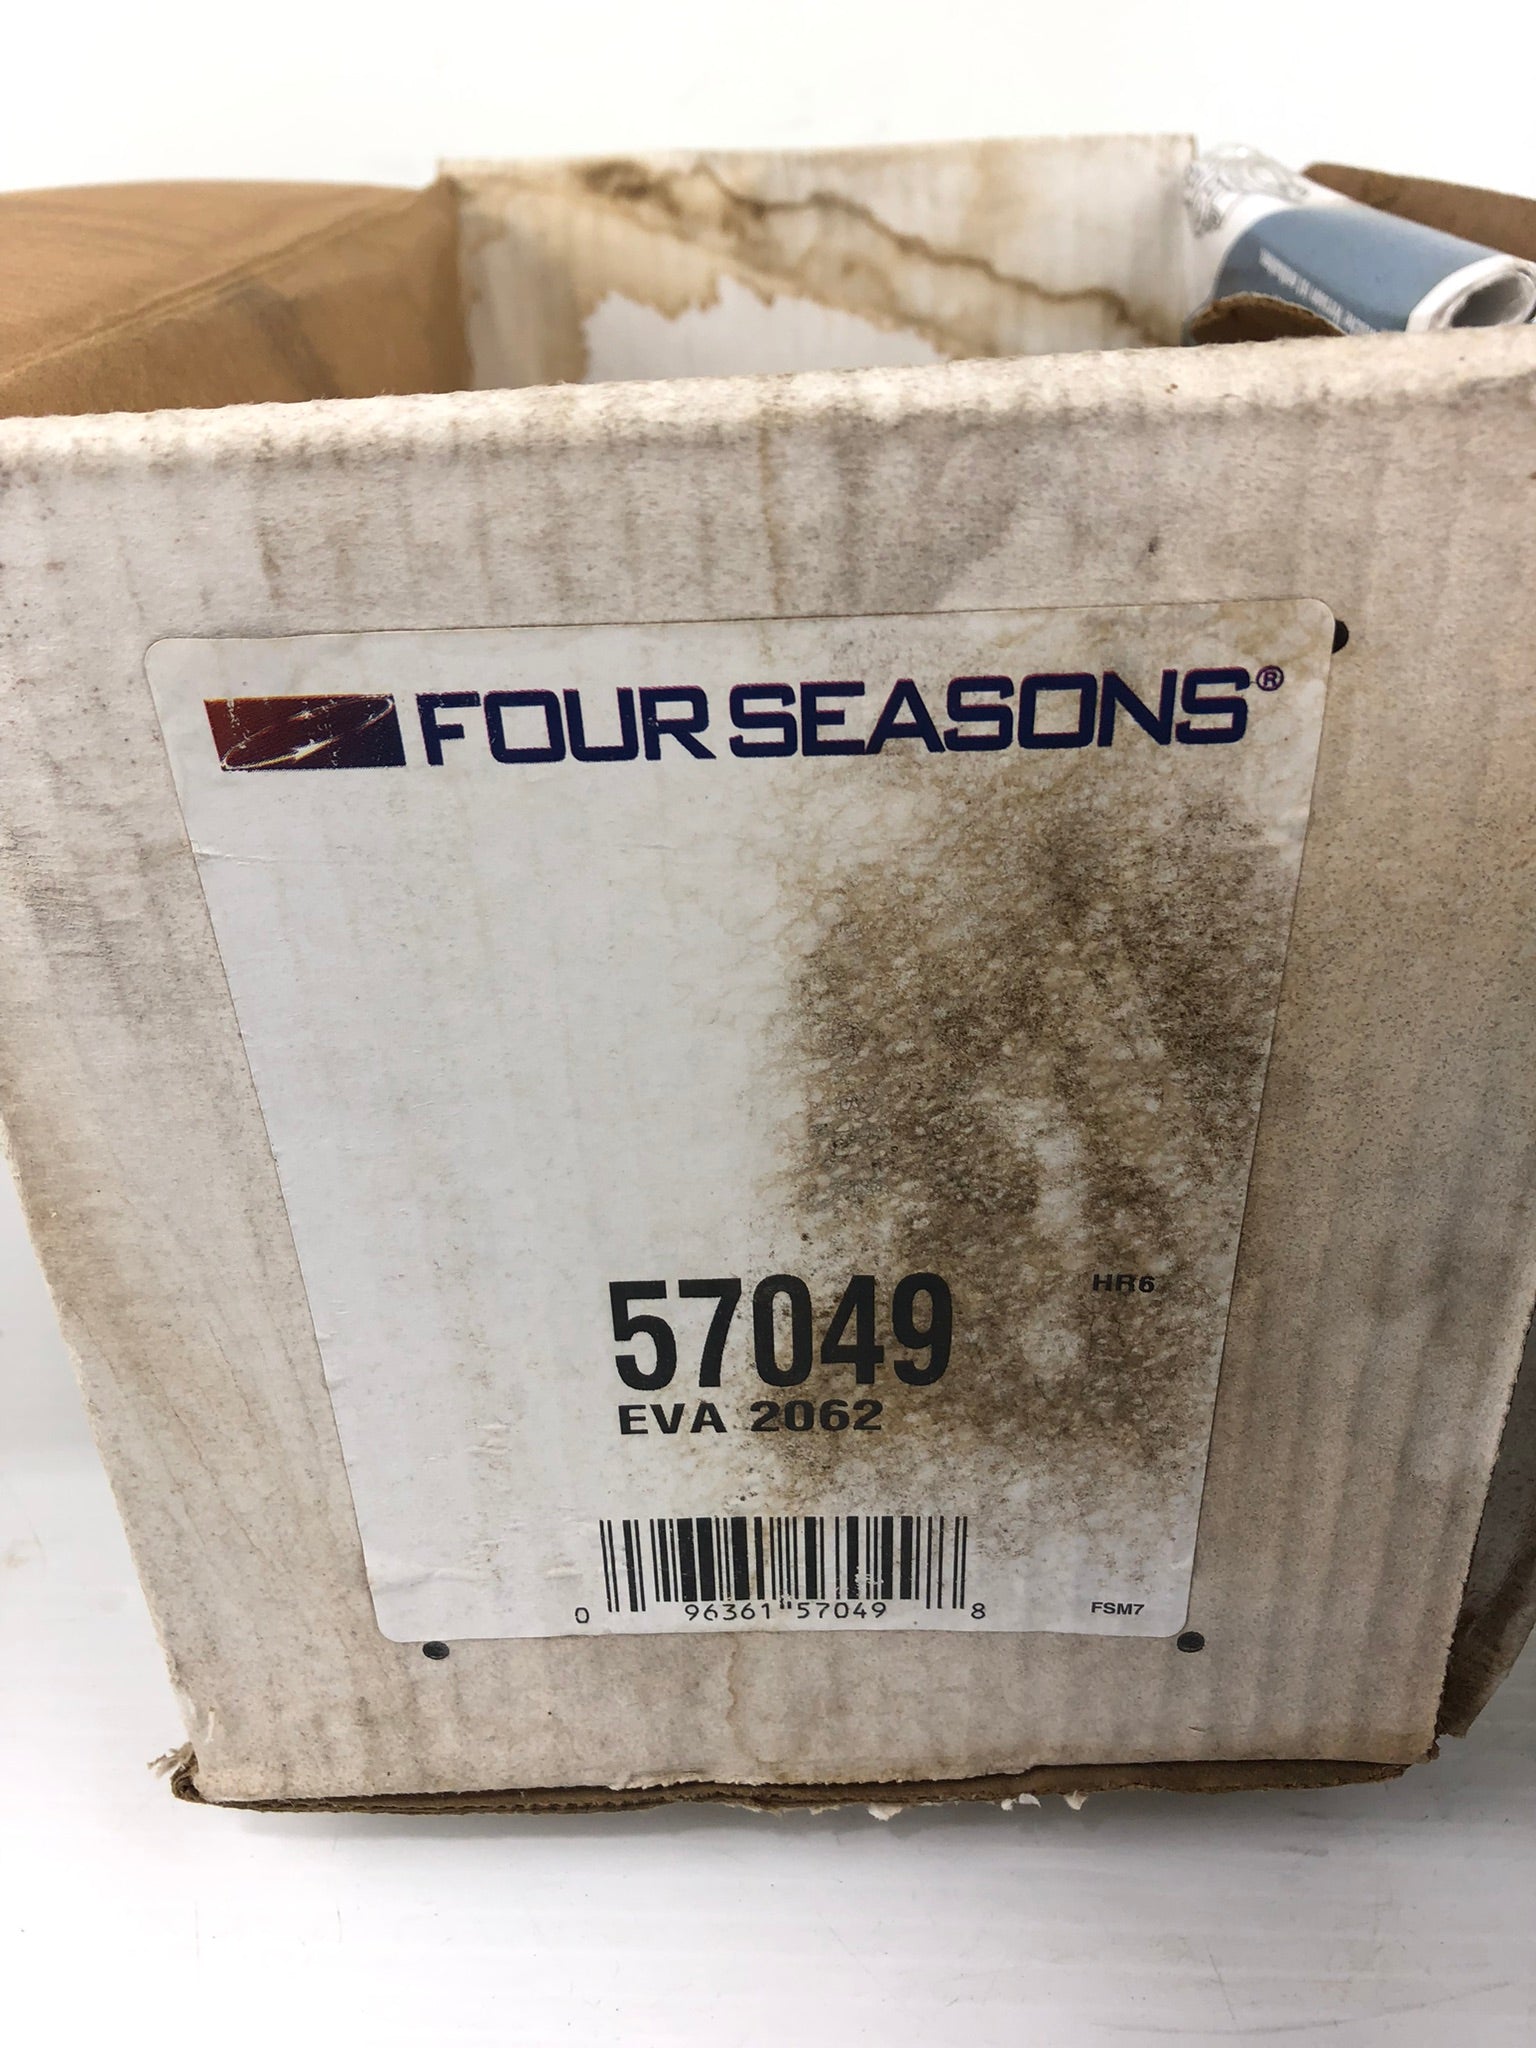 FOUR SEASONS®
57049
HR6
EVA 2062
0 96361 57049 8
FSM7